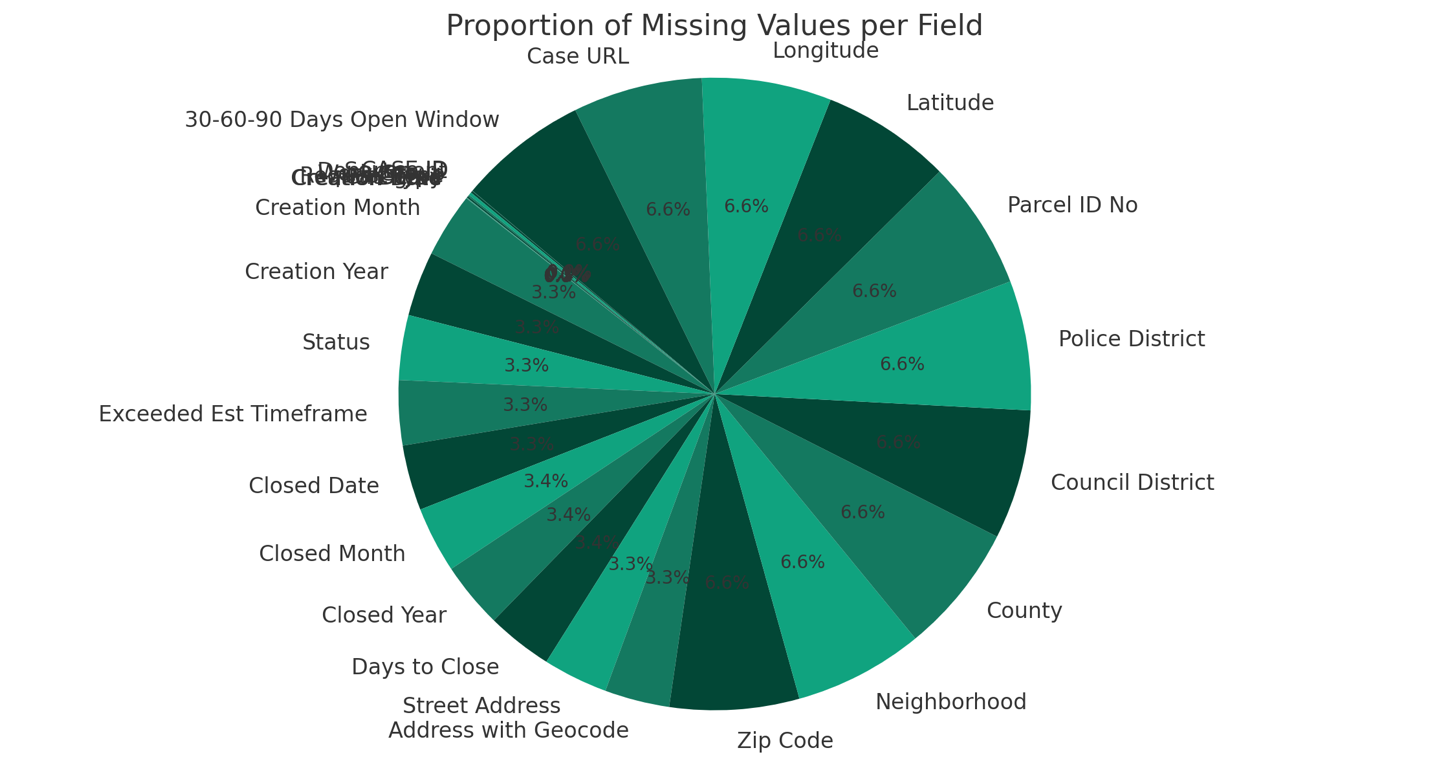 Proportion of Missing Values per Field
Longitude
Case URL
Latitude
30-60-90 Days Open Window
CASE ID
Creation Month
Parcel ID No
Creation Year
Police District
Status
Exceeded Est Timeframe
Council District
Closed Date
Closed Month
County
Closed Year
Days to Close
Neighborhood
Street Address
Address with Geocode
Zip Code
6.6%
6.6%
6.6%
6.6%
6.6%
3.3%
3.3%
6.6%
3.3%
3.3%
6.6%
3.3%
3.4%
6.6%
3.4%
3.4%
6.6%
3.3%
3.3%
6.6%